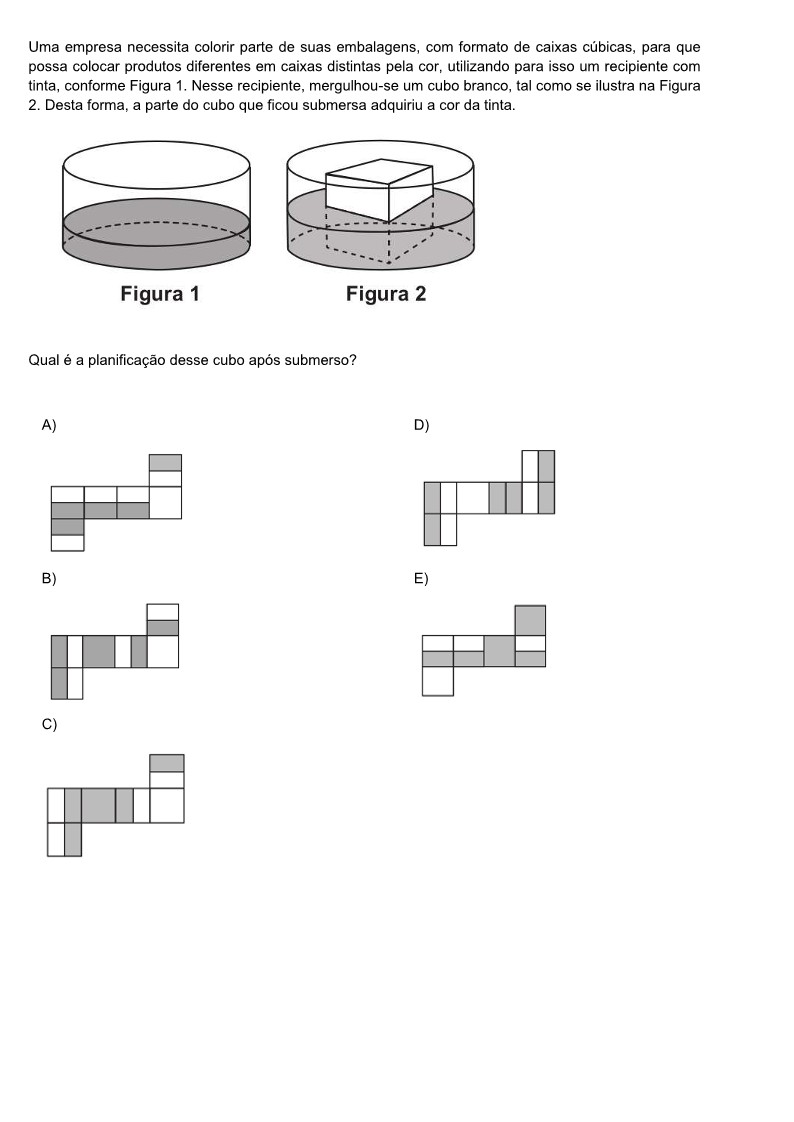 Uma empresa necessita colorir parte de suas embalagens, com formato de caixas cúbicas, para que
possa colocar produtos diferentes em caixas distintas pela cor, utilizando para isso um recipiente com
tinta, conforme Figura 1. Nesse recipiente, mergulhou-se um cubo branco, tal como se ilustra na Figura
2. Desta forma, a parte do cubo que ficou submersa adquiriu a cor da tinta.
Figura 1
Figura 2
Qual é a planificação desse cubo após submerso?
A)
D)
B)
E)
C)